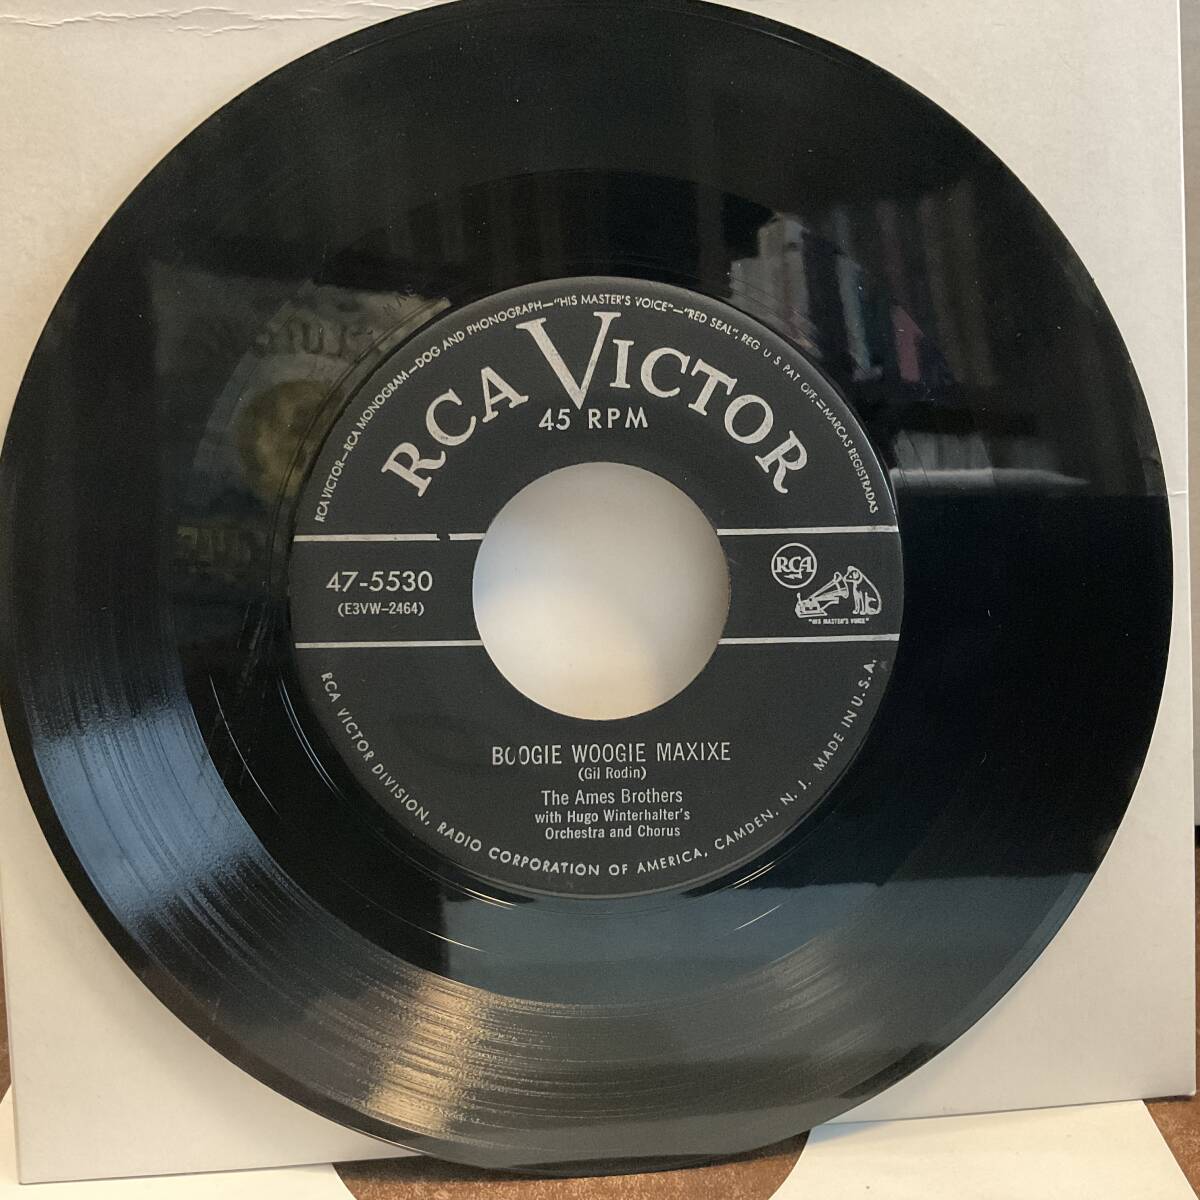 RCA VICTOR—RCA MONOGRAM—DOG AND PHONOGRAPH—"HIS MASTER'S VOICE"—"RED SEAL", REG U S PAT OFF.=MARCAS REGISTRADAS
RCA VICTOR
45 RPM
47-5530
(E3VW-2464)
RCA
"HIS MASTER'S VOICE"
BOOGIE WOOGIE MAXIXE
(Gil Rodin)
The Ames Brothers
with Hugo Winterhalter's
Orchestra and Chorus
RCA VICTOR DIVISION, RADIO CORPORATION OF AMERICA, CAMDEN, N. J. MADE IN U. S. A.